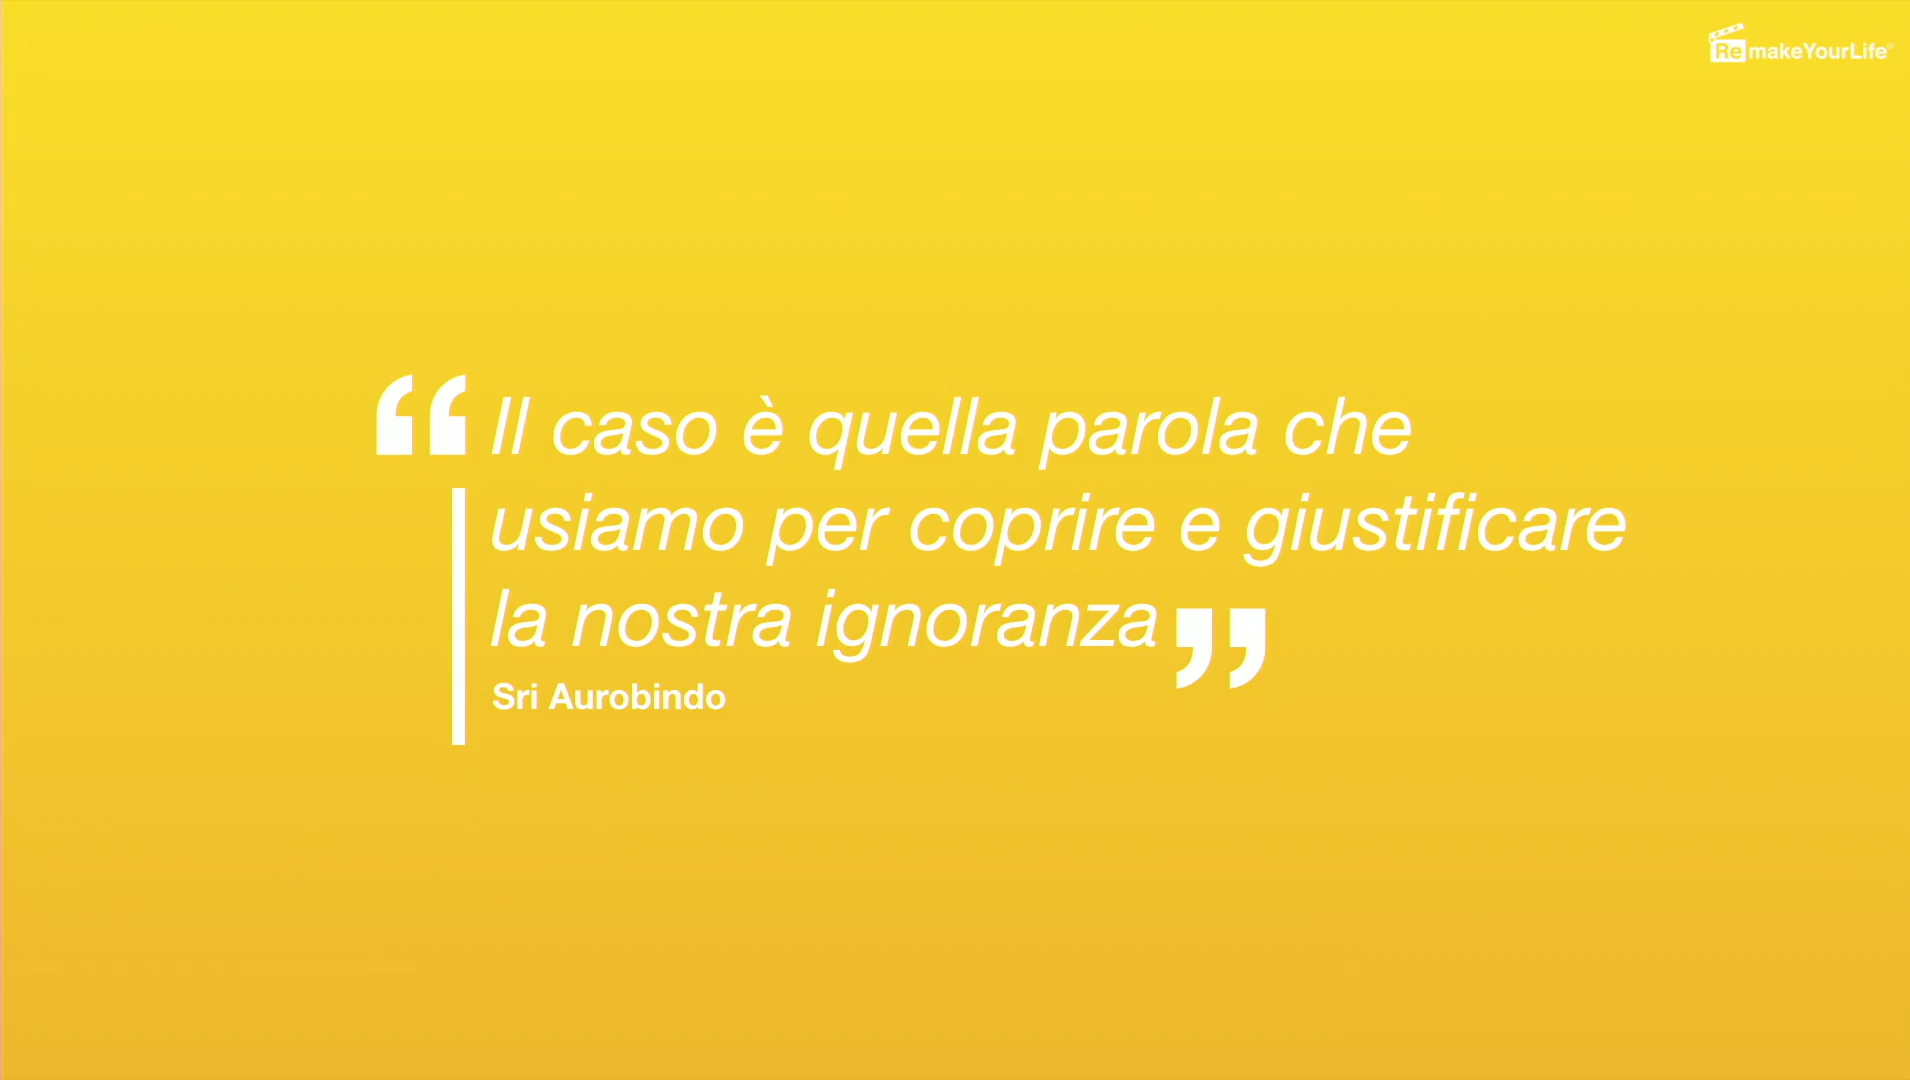 RemakeYourLife®
“Il caso è quella parola che
usiamo per coprire e giustificare
la nostra ignoranza”
Sri Aurobindo